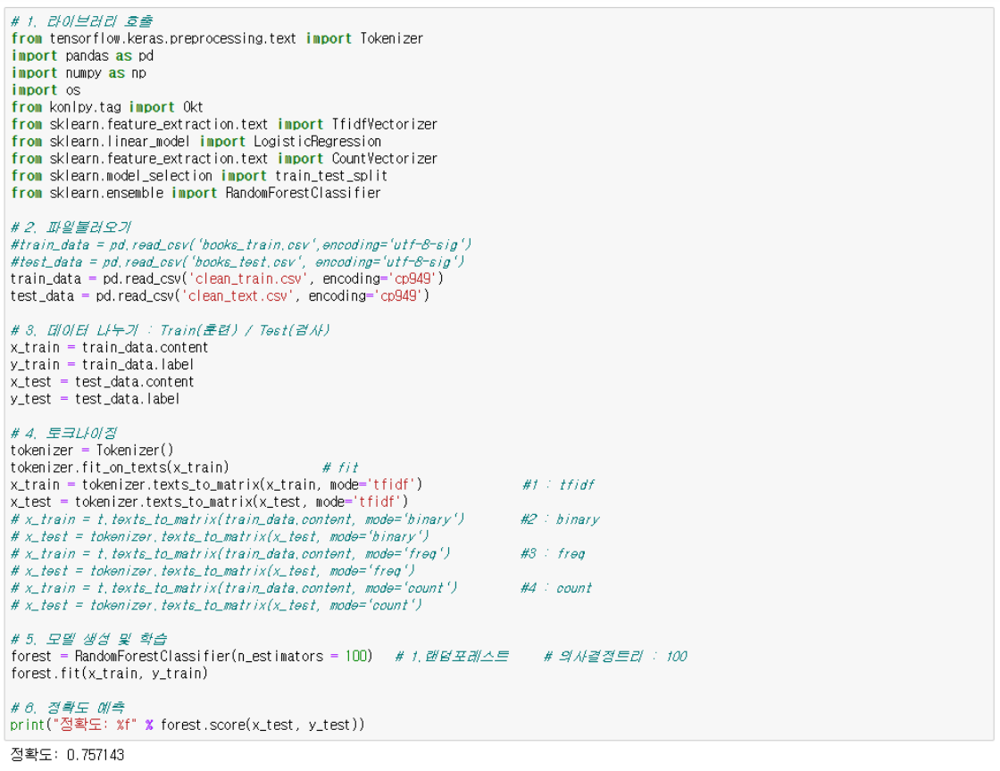 # 1. 라이브러리 호출
from tensorflow.keras.preprocessing.text import Tokenizer
import pandas as pd
import numpy as np
import os
from konlpy.tag import Okt
from sklearn.feature_extraction.text import TfidfVectorizer
from sklearn.linear_model import LogisticRegression
from sklearn.feature_extraction.text import CountVectorizer
from sklearn.model_selection import train_test_split
from sklearn.ensemble import RandomForestClassifier

# 2. 파일불러오기
#train_data = pd.read_csv('books_train.csv',encoding='utf-8-sig')
#test_data = pd.read_csv('books_test.csv', encoding='utf-8-sig')
train_data = pd.read_csv('clean_train.csv', encoding='cp949')
test_data = pd.read_csv('clean_text.csv', encoding='cp949')

# 3. 데이터 나누기 : Train(훈련) / Test(검사)
x_train = train_data.content
y_train = train_data.label
x_test = test_data.content
y_test = test_data.label

# 4. 토크나이징
tokenizer = Tokenizer()
tokenizer.fit_on_texts(x_train) # fit
x_train = tokenizer.texts_to_matrix(x_train, mode='tfidf') #1 : tfidf
x_test = tokenizer.texts_to_matrix(x_test, mode='tfidf')
# x_train = t.texts_to_matrix(train_data.content, mode='binary') #2 : binary
# x_test = tokenizer.texts_to_matrix(x_test, mode='binary')
# x_train = t.texts_to_matrix(train_data.content, mode='freq') #3 : freq
# x_test = tokenizer.texts_to_matrix(x_test, mode='freq')
# x_train = t.texts_to_matrix(train_data.content, mode='count') #4 : count
# x_test = tokenizer.texts_to_matrix(x_test, mode='count')

# 5. 모델 생성 및 학습
forest = RandomForestClassifier(n_estimators = 100) # 1.랜덤포레스트 # 의사결정트리 : 100
forest.fit(x_train, y_train)

# 6. 정확도 예측
print("정확도: %f" % forest.score(x_test, y_test))
정확도: 0.757143